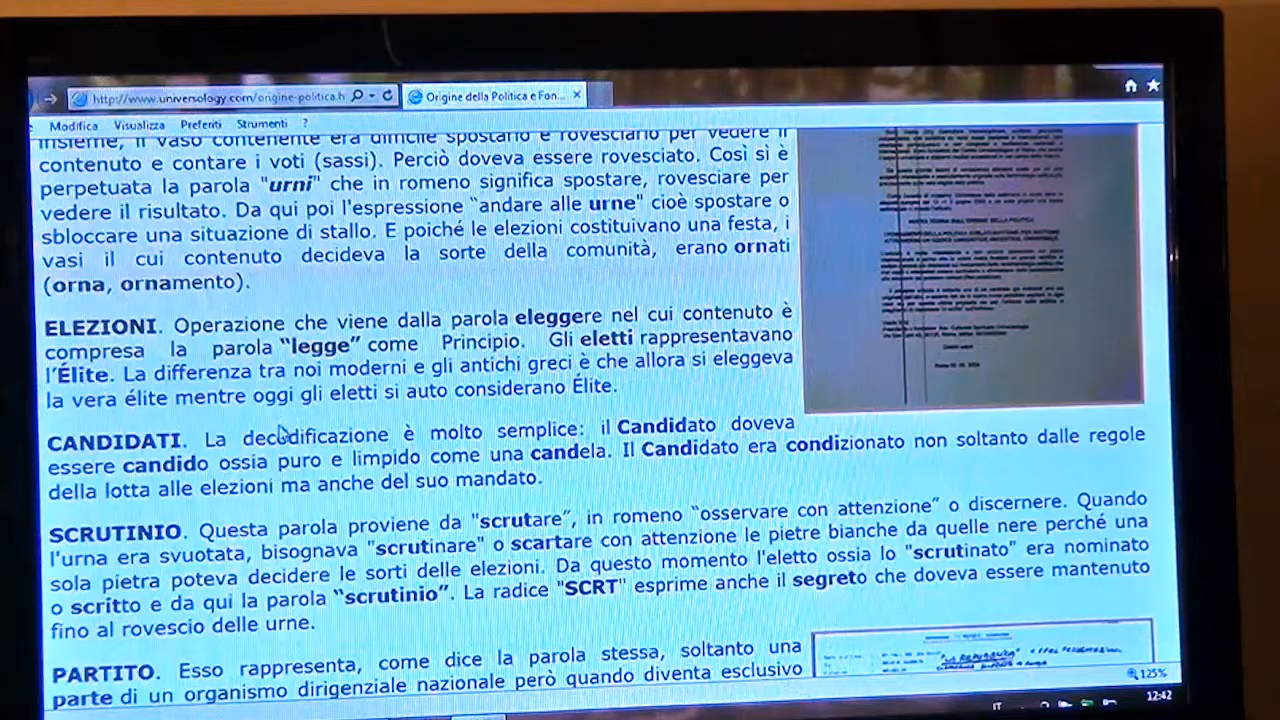 http://www.universology.com/origine-politica.h
Origine della Politica e Fon...
Modifica Visualizza Preferiti Strumenti ?
insieme, il vaso contenente era difficile spostarlo e rovesciarlo per vedere il
contenuto e contare i voti (sassi). Perciò doveva essere rovesciato. Così si è
perpetuata la parola "urni" che in romeno significa spostare, rovesciare per
vedere il risultato. Da qui poi l'espressione "andare alle urne" cioè spostare o
sbloccare una situazione di stallo. E poiché le elezioni costituivano una festa, i
vasi il cui contenuto decideva la sorte della comunità, erano ornati
(orna, ornamento).
ELEZIONI. Operazione che viene dalla parola eleggere nel cui contenuto è
compresa la parola "legge" come Principio. Gli eletti rappresentavano
l'Élite. La differenza tra noi moderni e gli antichi greci è che allora si eleggeva
la vera élite mentre oggi gli eletti si auto considerano Élite.
CANDIDATI. La decodificazione è molto semplice: il Candidato doveva
essere candido ossia puro e limpido come una candela. Il Candidato era condizionato non soltanto dalle regole
della lotta alle elezioni ma anche del suo mandato.
SCRUTINIO. Questa parola proviene da "scrutare", in romeno "osservare con attenzione" o discernere. Quando
l'urna era svuotata, bisognava "scrutinare" o scartare con attenzione le pietre bianche da quelle nere perché una
sola pietra poteva decidere le sorti delle elezioni. Da questo momento l'eletto ossia lo "scrutinato" era nominato
o scritto e da qui la parola "scrutinio". La radice "SCRT" esprime anche il segreto che doveva essere mantenuto
fino al rovescio delle urne.
PARTITO. Esso rappresenta, come dice la parola stessa, soltanto una
parte di un organismo dirigenziale nazionale però quando diventa esclusivo
"LA REPUBBLICA"
125%
IT
12:42